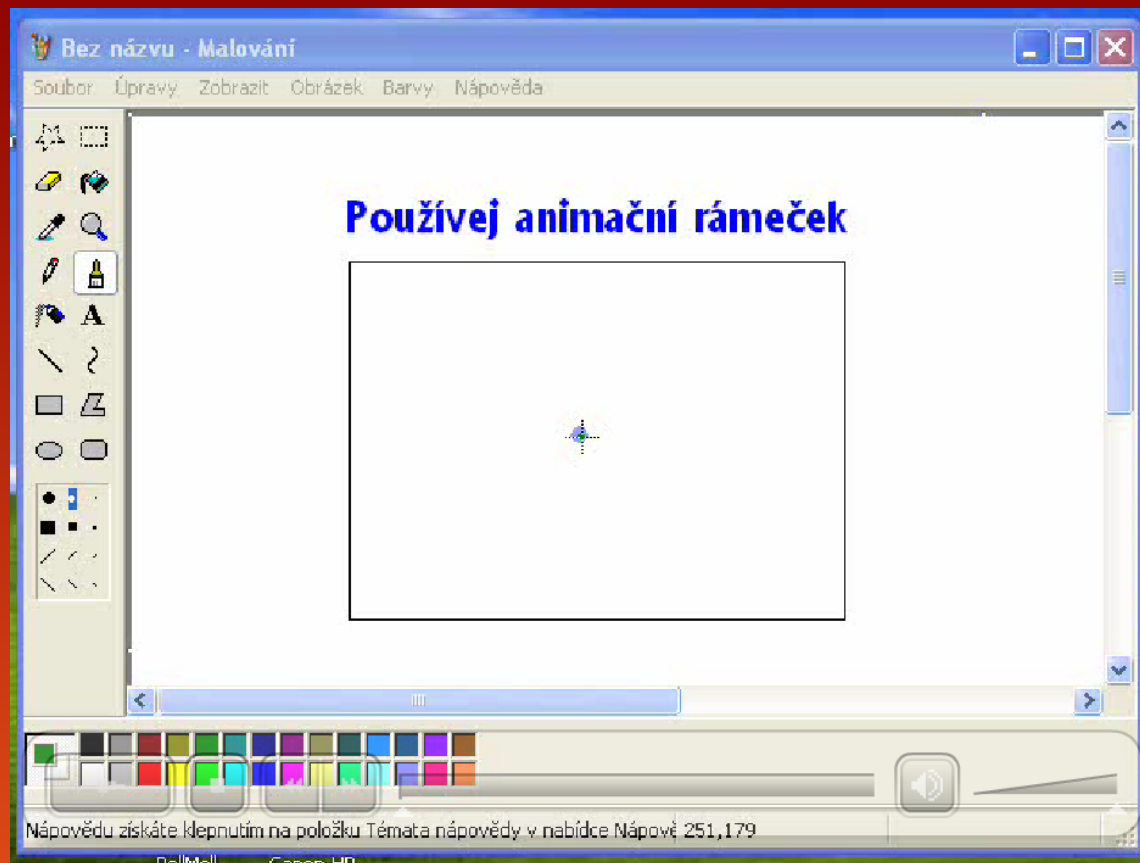 Bez názvu - Malování
Soubor Úpravy Zobrazit Obrázek Barvy Nápověda
A
Používej animační rámeček
Nápovědu získáte klepnutím na položku Témata nápovědy v nabídce Nápově 251,179